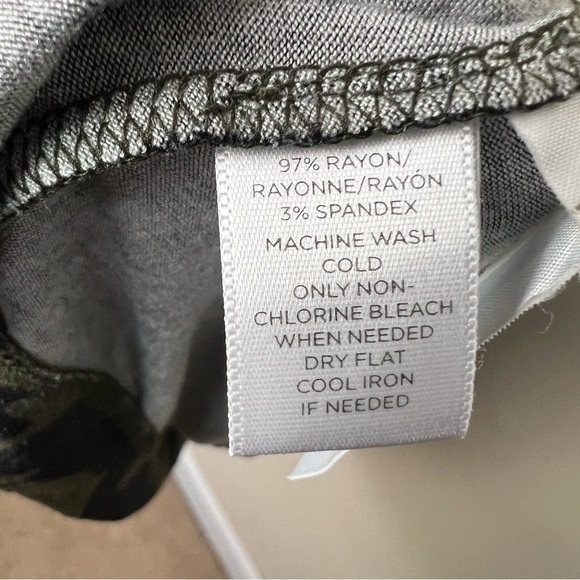 97% RAYON/
RAYONNE/RAYÓN
3% SPANDEX
MACHINE WASH
COLD
ONLY NON-
CHLORINE BLEACH
WHEN NEEDED
DRY FLAT
COOL IRON
IF NEEDED